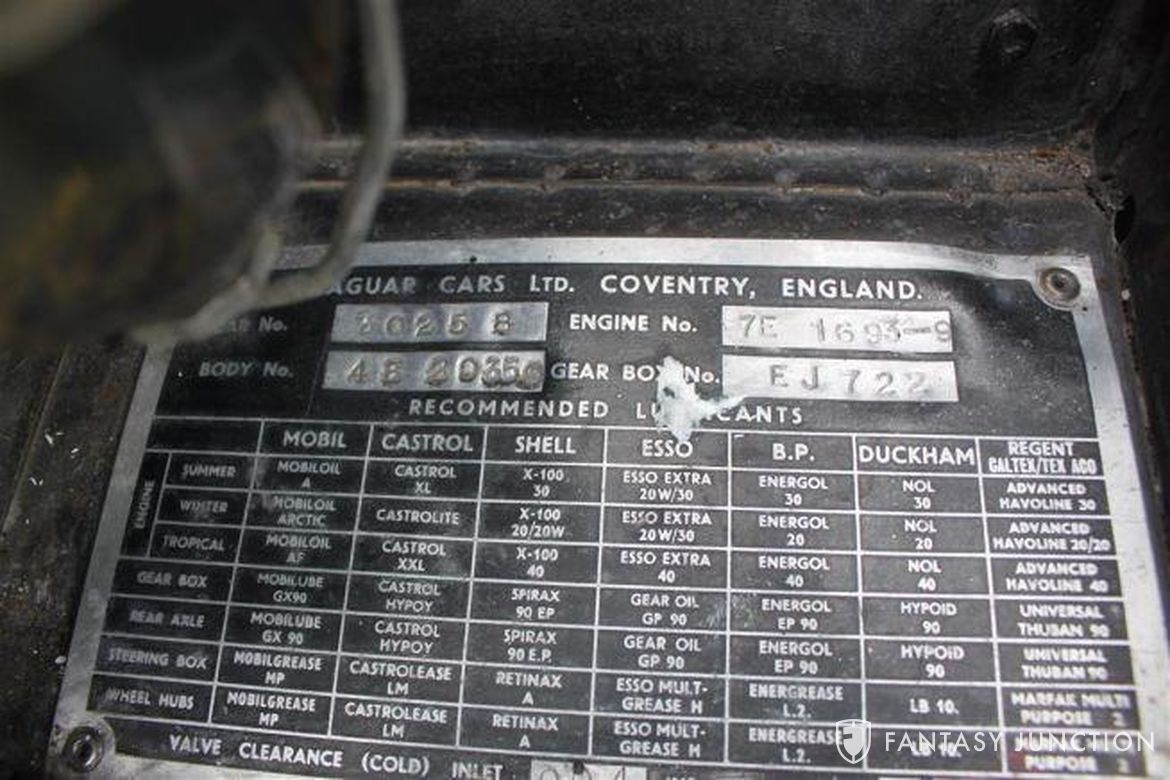 AGUAR CARS LTD. COVENTRY, ENGLAND.
No. ENGINE No. 7E 1693-9
BODY No. GEAR BOX No. EJ 722
RECOMMENDED LUBRICANTS
MOBIL CASTROL SHELL ESSO B.P. DUCKHAM REGENT CALTEX/TEXACO
ENGINE
SUMMER MOBILOIL A CASTROL XL X-100 30 ESSO EXTRA 20W/30 ENERGOL 30 NOL 30 ADVANCED HAVOLINE 30
WINTER MOBILOIL ARCTIC CASTROLITE X-100 20/20W ESSO EXTRA 20W/30 ENERGOL 20 NOL 20 ADVANCED HAVOLINE 20/20
TROPICAL MOBILOIL AF CASTROL XXL X-100 40 ESSO EXTRA 40 ENERGOL 40 NOL 40 ADVANCED HAVOLINE 40
GEAR BOX MOBILUBE GX90 CASTROL HYPOY SPIRAX 90 EP GEAR OIL GP 90 ENERGOL EP 90 HYPOID 90 UNIVERSAL THUBAN 90
REAR AXLE MOBILUBE GX 90 CASTROL HYPOY SPIRAX 90 E.P. GEAR OIL GP 90 ENERGOL EP 90 HYPOID 90 UNIVERSAL THUBAN 90
STEERING BOX MOBILGREASE MP CASTROLEASE LM RETINAX A ESSO MULT-GREASE H ENERGREASE L.2. LB 10. MARFAK MULTI PURPOSE 2
WHEEL HUBS MOBILGREASE MP CASTROLEASE LM RETINAX A ESSO MULT-GREASE H ENERGREASE L.2. LB 10. PURPOSE 2
VALVE CLEARANCE (COLD) INLET
FANTASY JUNCTION